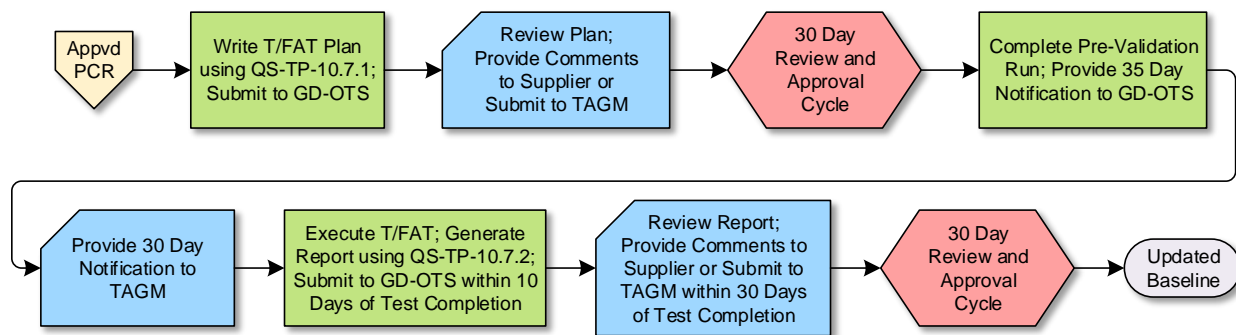 Appvd
PCR
Write T/FAT Plan
using QS-TP-10.7.1;
Submit to GD-OTS
Review Plan;
Provide Comments
to Supplier or
Submit to TAGM
30 Day
Review and
Approval
Cycle
Complete Pre-Validation
Run; Provide 35 Day
Notification to GD-OTS
Provide 30 Day
Notification to
TAGM
Execute T/FAT; Generate
Report using QS-TP-10.7.2;
Submit to GD-OTS within 10
Days of Test Completion
Review Report;
Provide Comments to
Supplier or Submit to
TAGM within 30 Days
of Test Completion
30 Day
Review and
Approval
Cycle
Updated
Baseline